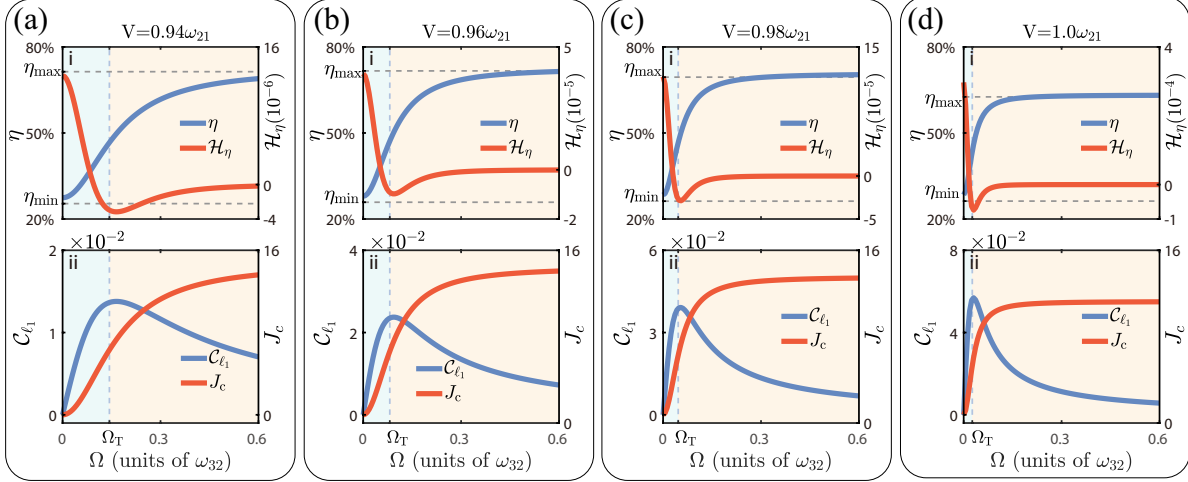 (a)
V=0.94ω21
80%
ηmax
50%
ηmin
20%
η
i
η
ℋη
16
0
-4
ℋη(10−6)
×10−2
2
1
0
𝒞ℓ1
ii
𝒞ℓ1
Jc
16
0
Jc
0
ΩT
0.3
0.6
Ω (units of ω32)
(b)
V=0.96ω21
80%
ηmax
50%
ηmin
20%
η
i
η
ℋη
5
0
-2
ℋη(10−5)
×10−2
4
2
0
𝒞ℓ1
ii
𝒞ℓ1
Jc
16
0
Jc
0
ΩT
0.3
0.6
Ω (units of ω32)
(c)
V=0.98ω21
80%
ηmax
50%
ηmin
20%
η
i
η
ℋη
15
0
-5
ℋη(10−5)
×10−2
6
3
0
𝒞ℓ1
ii
𝒞ℓ1
Jc
16
0
Jc
0
ΩT
0.3
0.6
Ω (units of ω32)
(d)
V=1.0ω21
80%
ηmax
50%
ηmin
20%
η
i
η
ℋη
4
0
-1
ℋη(10−4)
×10−2
8
4
0
𝒞ℓ1
ii
𝒞ℓ1
Jc
16
0
Jc
0
ΩT
0.3
0.6
Ω (units of ω32)